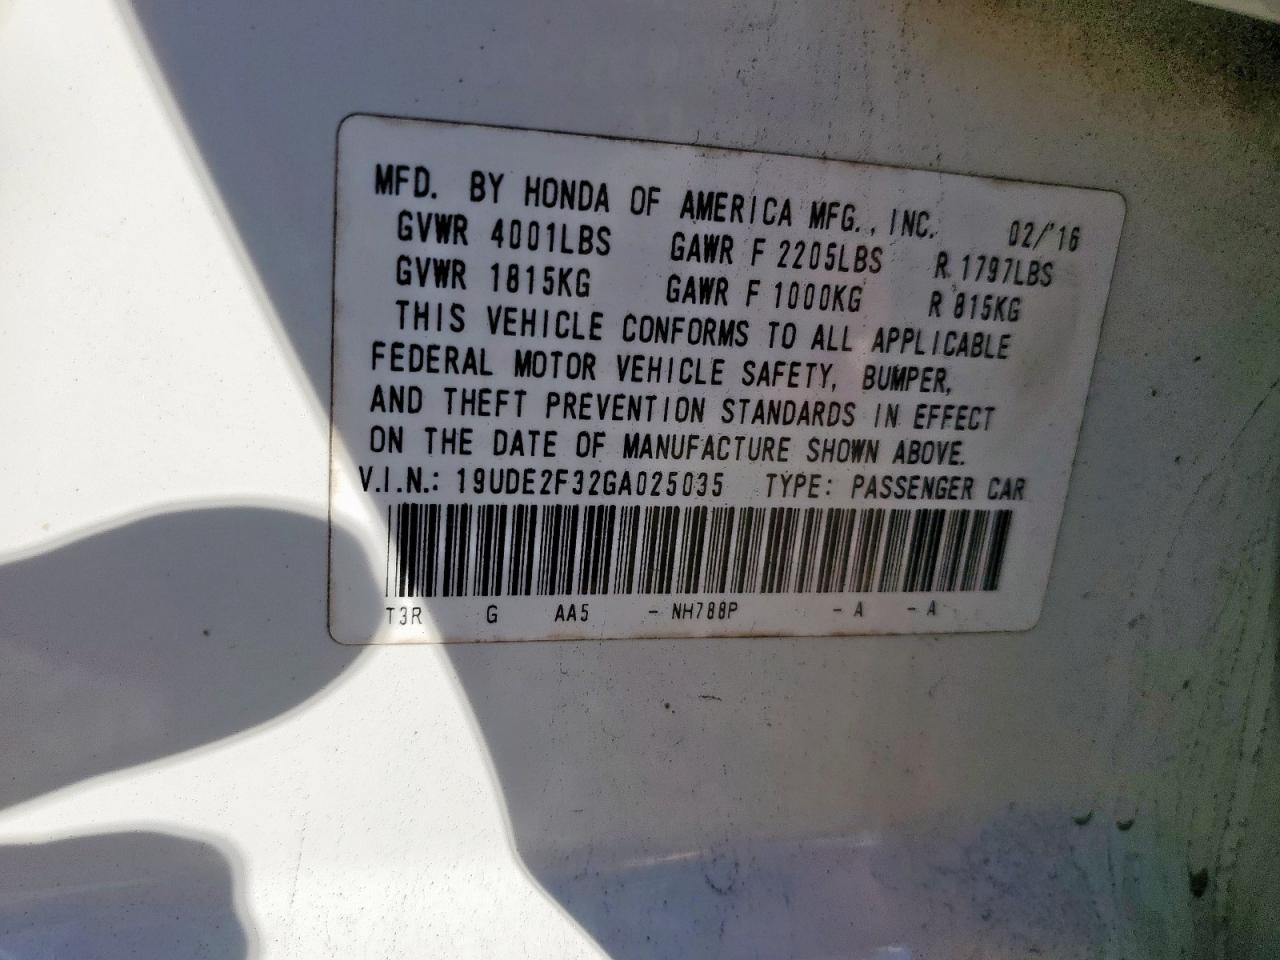 MFD. BY HONDA OF AMERICA MFG., INC. 02/'16
GVWR 4001LBS GAWR F 2205LBS R 1797LBS
GVWR 1815KG GAWR F 1000KG R 815KG
THIS VEHICLE CONFORMS TO ALL APPLICABLE
FEDERAL MOTOR VEHICLE SAFETY, BUMPER,
AND THEFT PREVENTION STANDARDS IN EFFECT
ON THE DATE OF MANUFACTURE SHOWN ABOVE.
V.I.N.: 19UDE2F32GA025035 TYPE: PASSENGER CAR
T3R G AA5 - NH788P - A - A